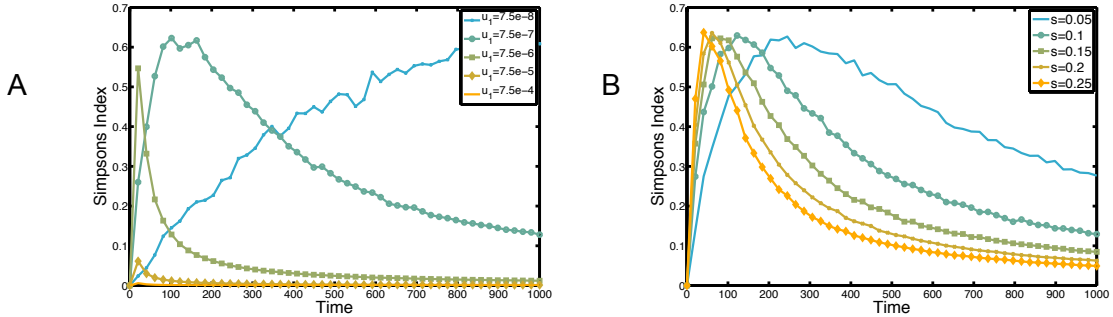 A
Simpsons Index
0.7
0.6
0.5
0.4
0.3
0.2
0.1
0
0 100 200 300 400 500 600 700 800 900 1000
Time
u1=7.5e-8
u1=7.5e-7
u1=7.5e-6
u1=7.5e-5
u1=7.5e-4
B
Simpsons Index
0.7
0.6
0.5
0.4
0.3
0.2
0.1
0
0 100 200 300 400 500 600 700 800 900 1000
Time
s=0.05
s=0.1
s=0.15
s=0.2
s=0.25